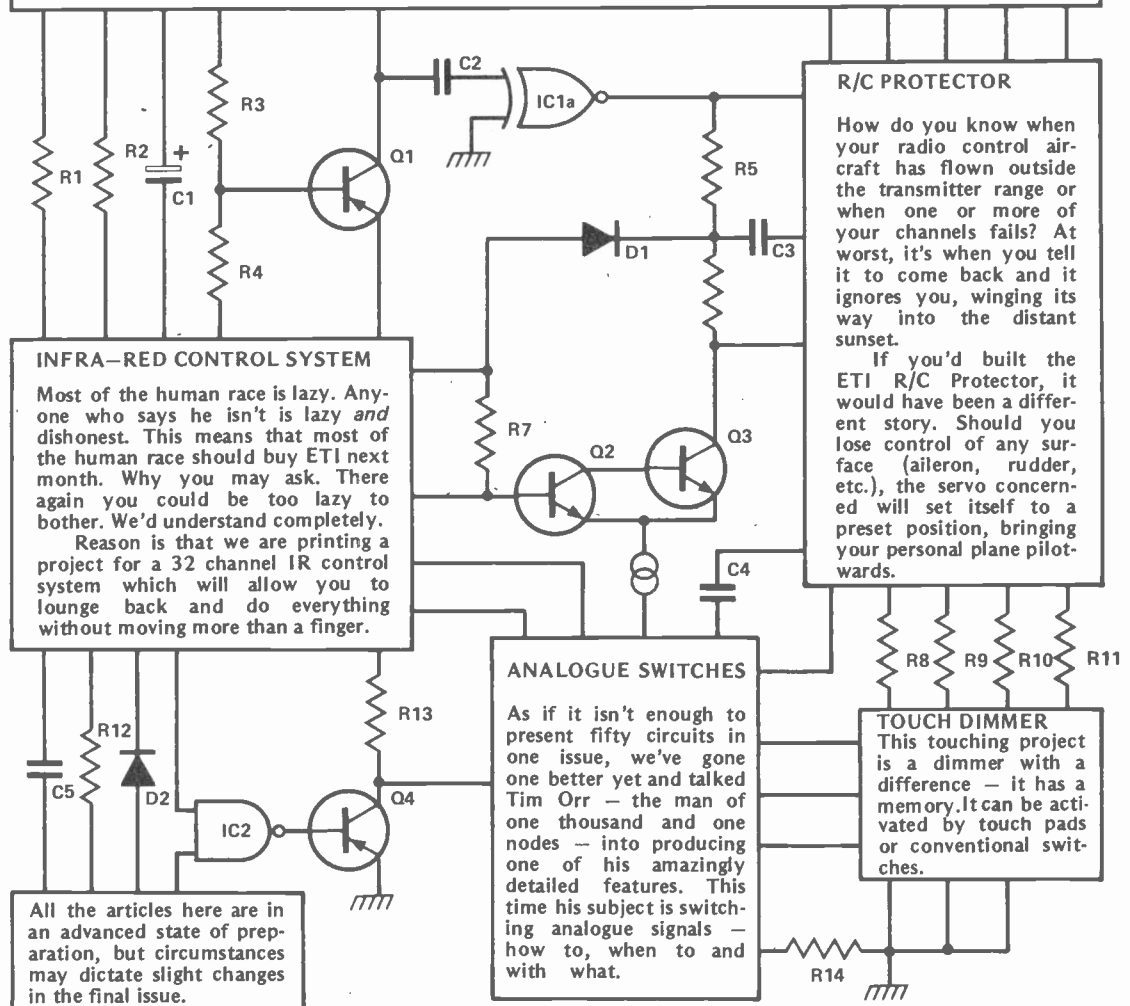 C2
IC1a
R3
R1
R2
+
C1
Q1
R4
R5
D1
C3
R/C PROTECTOR
How do you know when
your radio control air-
craft has flown outside
the transmitter range or
when one or more of
your channels fails? At
worst, it's when you tell
it to come back and it
ignores you, winging its
way into the distant
sunset.
If you'd built the
ETI R/C Protector, it
would have been a differ-
ent story. Should you
lose control of any sur-
face (aileron, rudder,
etc.), the servo concern-
ed will set itself to a
preset position, bringing
your personal plane pilot-
wards.
INFRA-RED CONTROL SYSTEM
Most of the human race is lazy. Any-
one who says he isn't is lazy and
dishonest. This means that most of
the human race should buy ETI next
month. Why you may ask. There
again you could be too lazy to
bother. We'd understand completely.
Reason is that we are printing a
project for a 32 channel IR control
system which will allow you to
lounge back and do everything
without moving more than a finger.
R7
Q2
Q3
C4
R8
R9
R10
R11
ANALOGUE SWITCHES
As if it isn't enough to
present fifty circuits in
one issue, we've gone
one better yet and talked
Tim Orr — the man of
one thousand and one
nodes — into producing
one of his amazingly
detailed features. This
time his subject is switch-
ing analogue signals —
how to, when to and
with what.
TOUCH DIMMER
This touching project
is a dimmer with a
difference — it has a
memory. It can be acti-
vated by touch pads
or conventional swit-
ches.
R12
R13
C5
D2
IC2
Q4
R14
All the articles here are in
an advanced state of prep-
aration, but circumstances
may dictate slight changes
in the final issue.